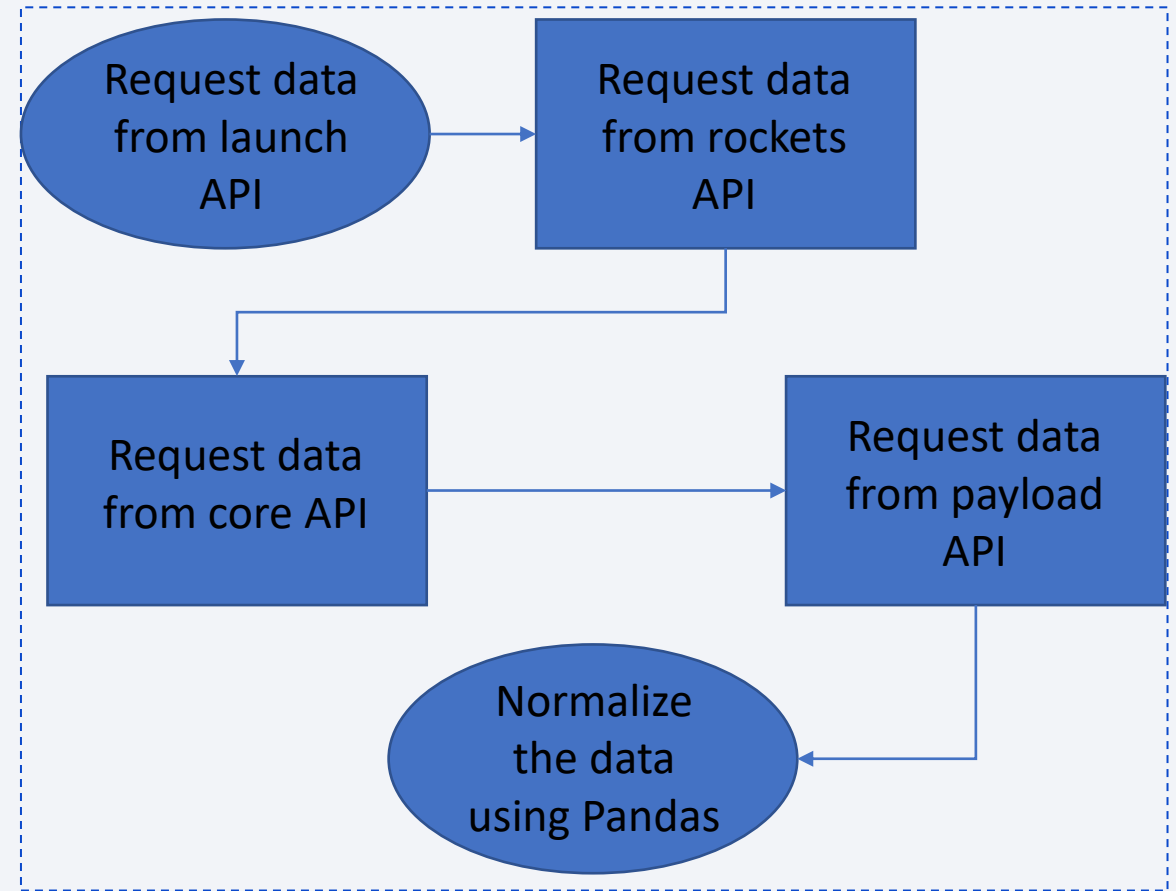 Request data
from launch
API
Request data
from rockets
API
Request data
from core API
Request data
from payload
API
Normalize
the data
using Pandas